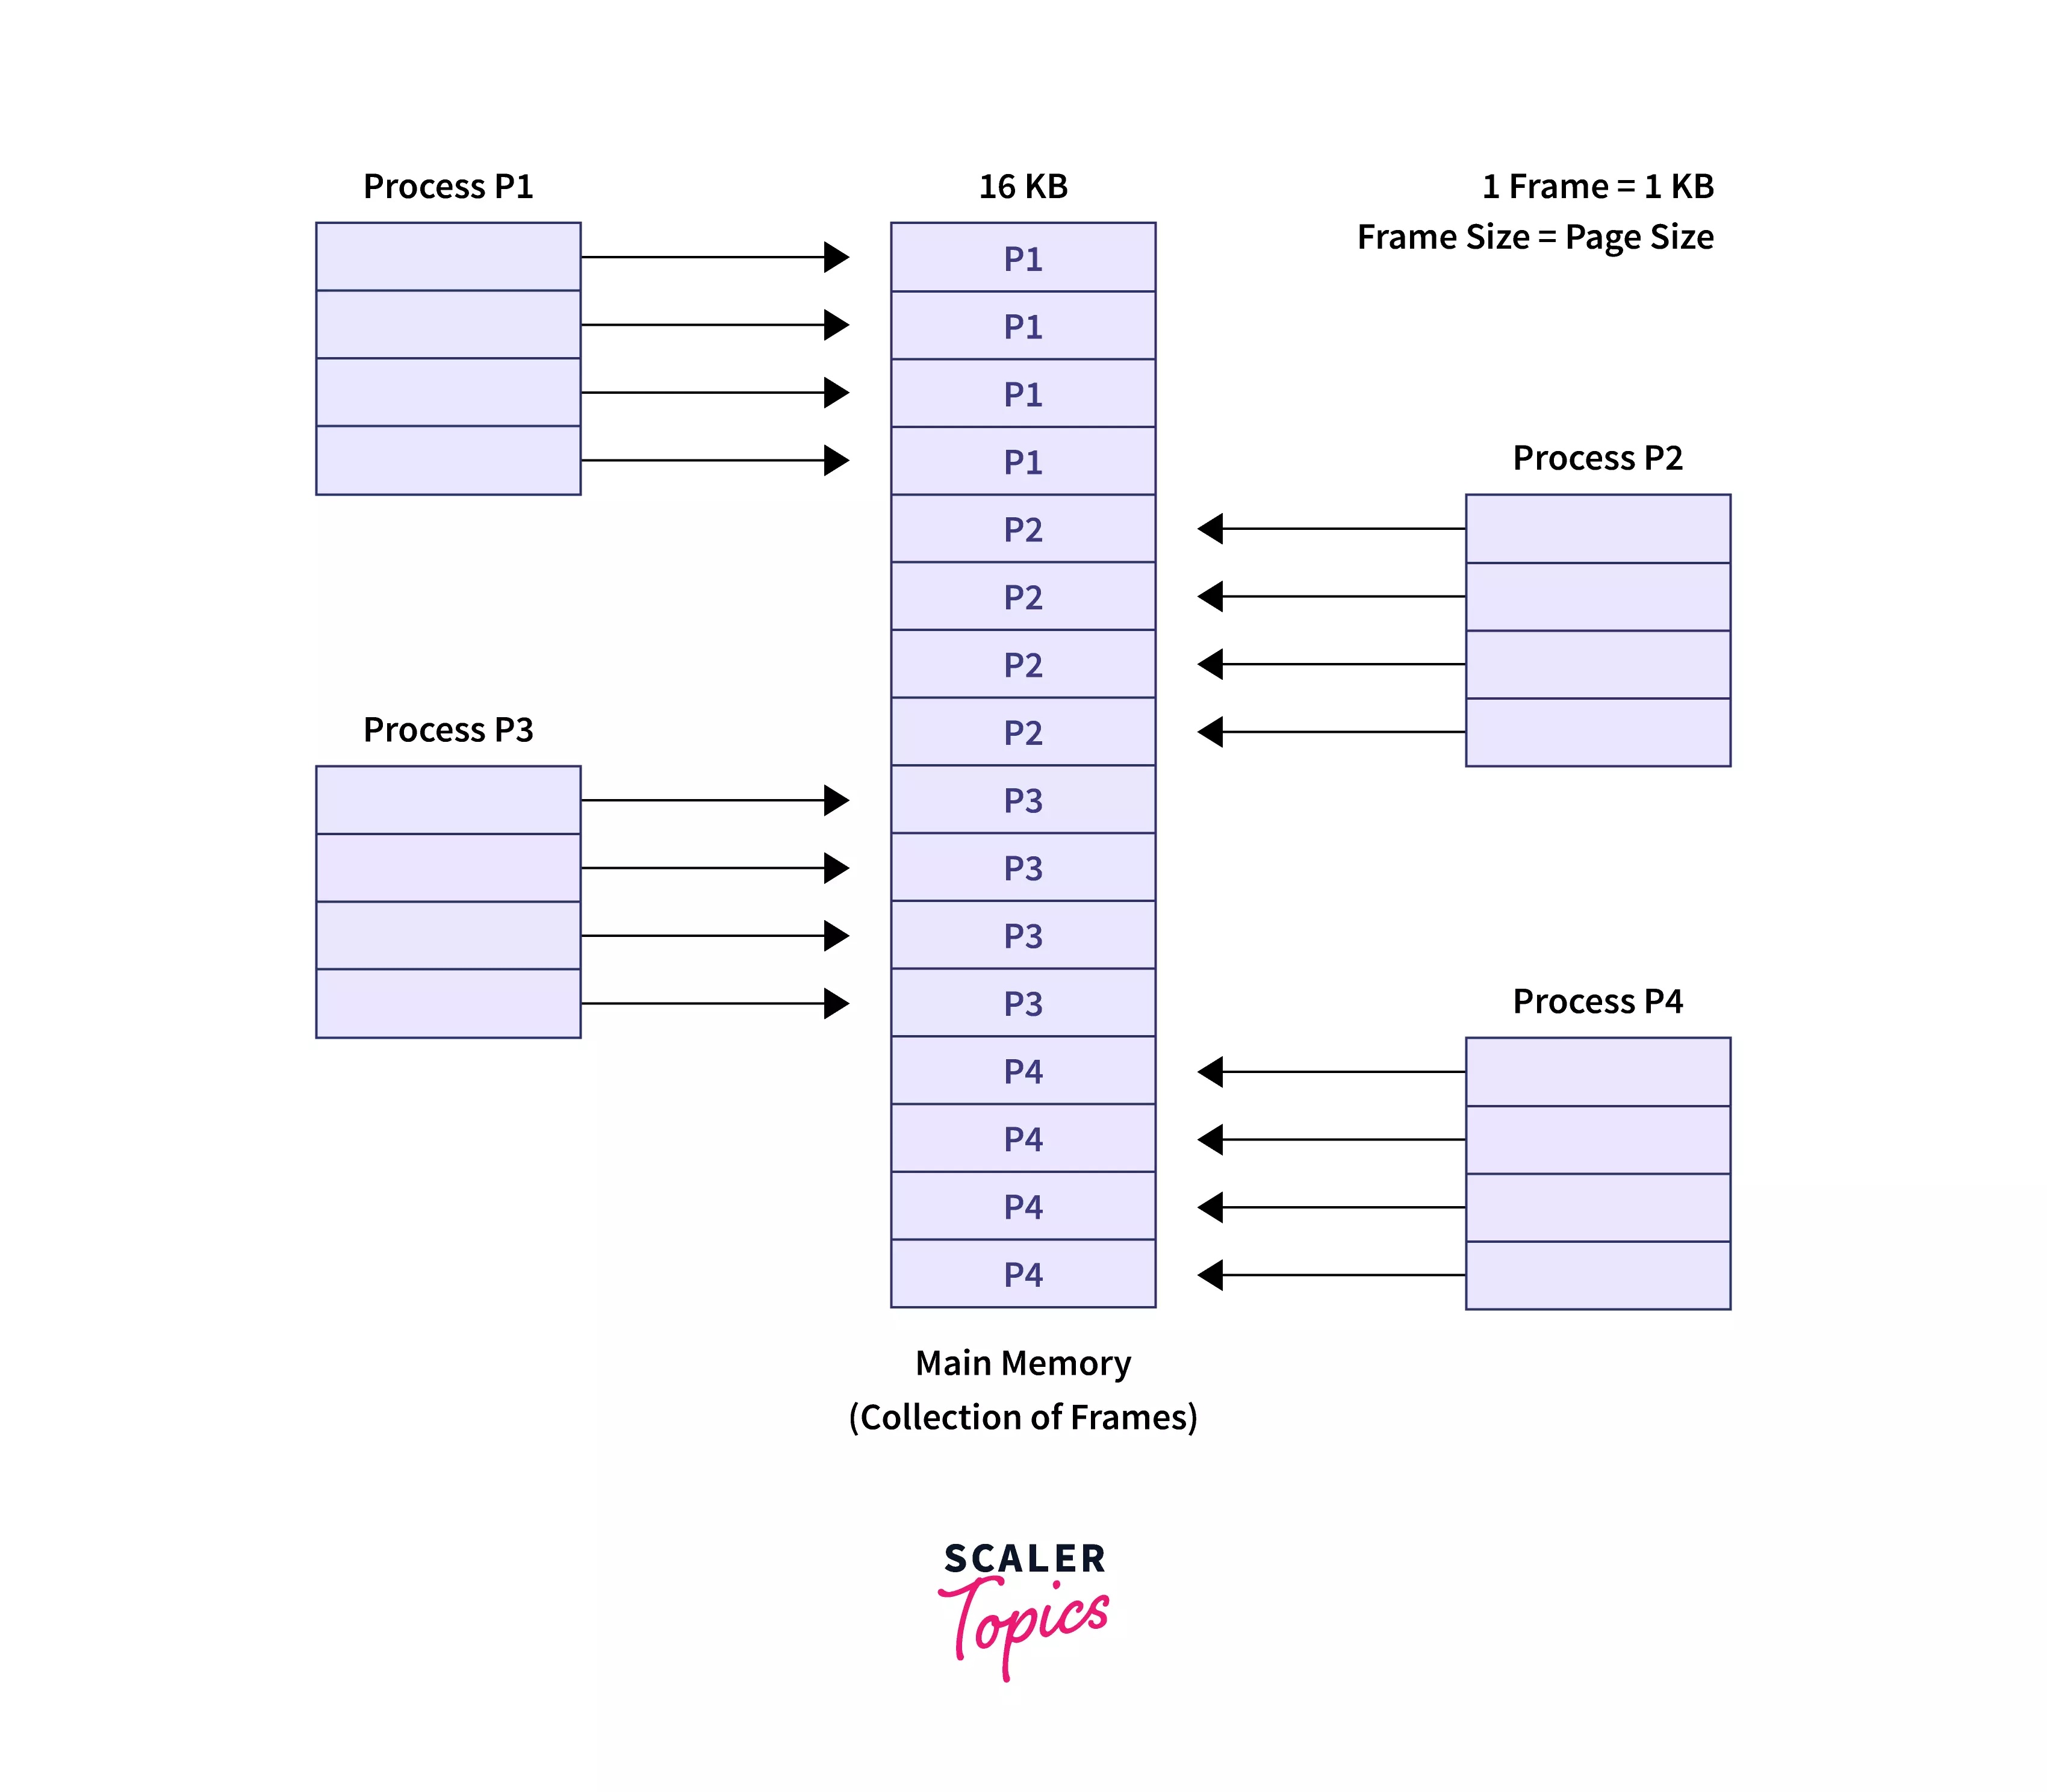 Process P1
16 KB
1 Frame = 1 KB
Frame Size = Page Size
P1
P1
P1
P1
Process P2
P2
P2
P2
P2
Process P3
P3
P3
P3
P3
Process P4
P4
P4
P4
P4
Main Memory
(Collection of Frames)
SCALER
Topics